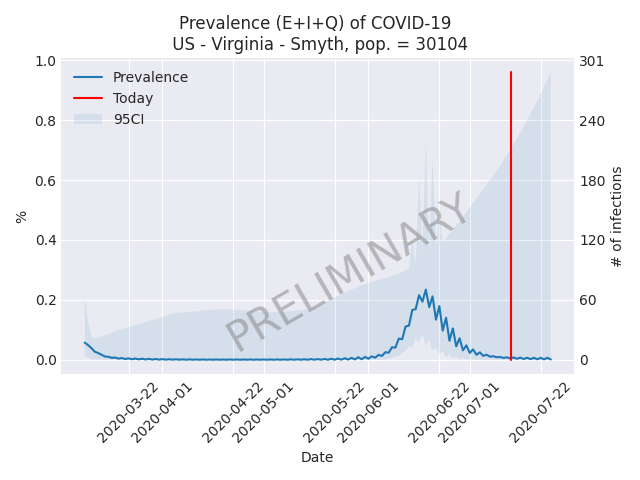 Prevalence (E+I+Q) of COVID-19
US - Virginia - Smyth, pop. = 30104
1.0
0.8
0.6
0.4
0.2
0.0
%
Prevalence
Today
95CI
PRELIMINARY
301
240
180
120
60
0
# of infections
2020-03-22
2020-04-01
2020-04-22
2020-05-01
2020-05-22
2020-06-01
2020-06-22
2020-07-01
2020-07-22
Date